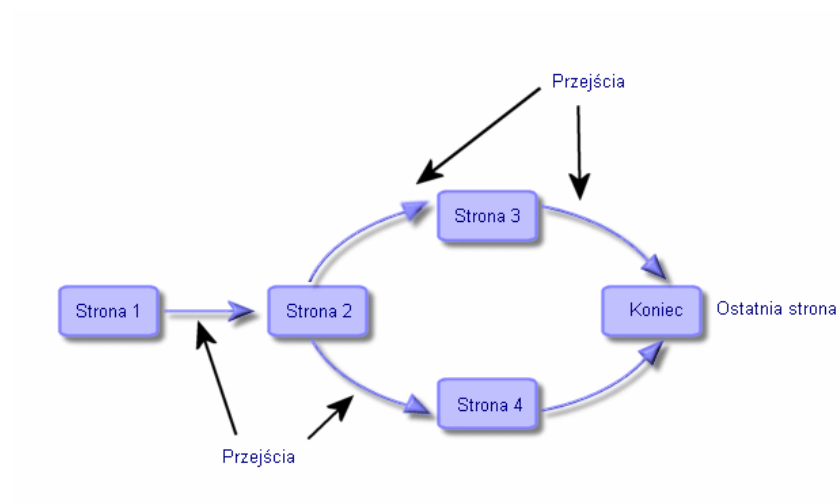 Przejścia
Strona 3
Strona 1
Strona 2
Koniec
Ostatnia strona
Strona 4
Przejścia